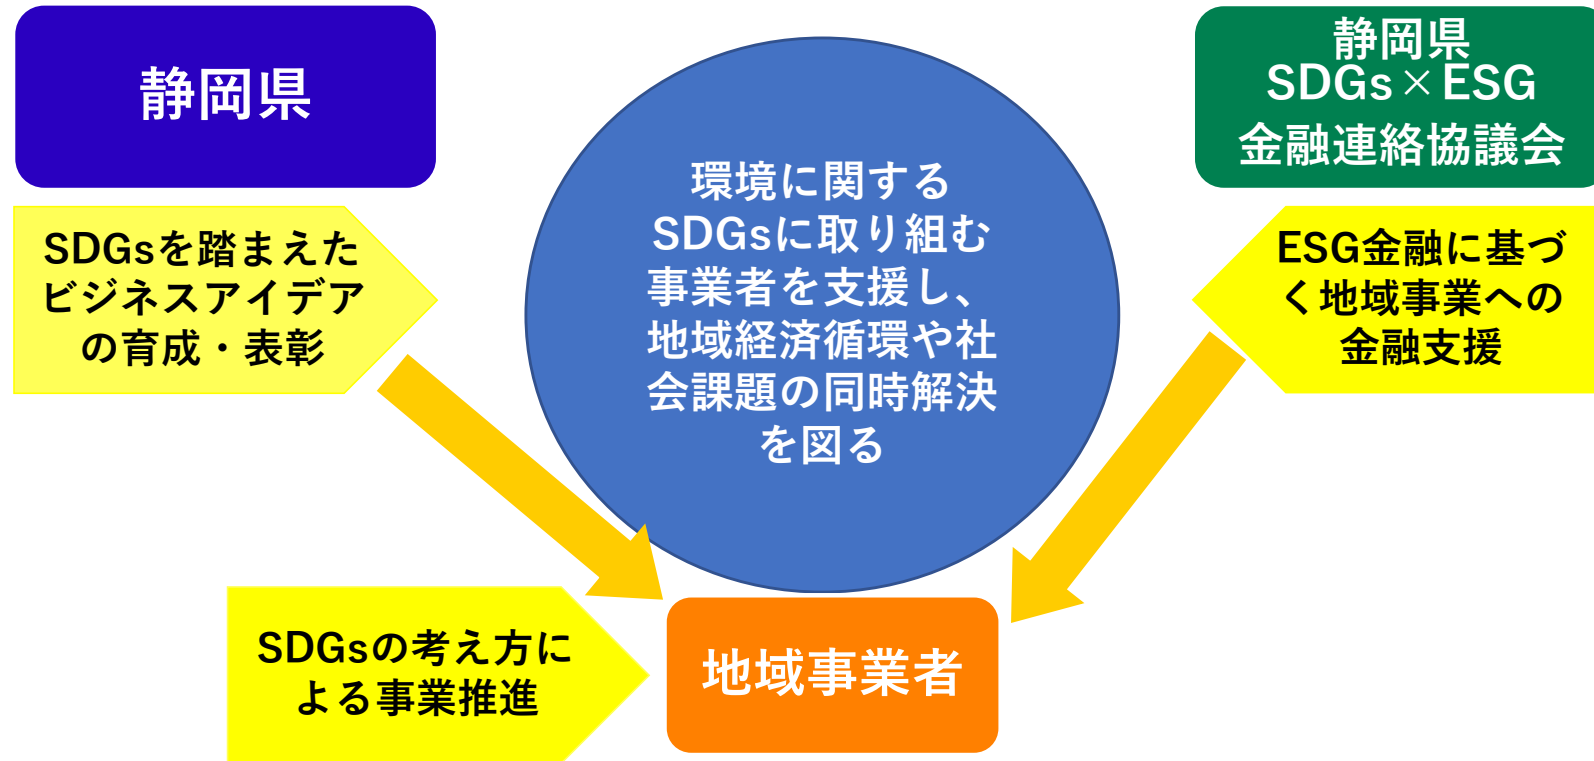 静岡県
静岡県
SDGs×ESG
金融連絡協議会
環境に関する
SDGsに取り組む
事業者を支援し、
地域経済循環や社
会課題の同時解決
を図る
SDGsを踏まえた
ビジネスアイデア
の育成・表彰
ESG金融に基づ
く地域事業への
金融支援
SDGsの考え方に
よる事業推進
地域事業者